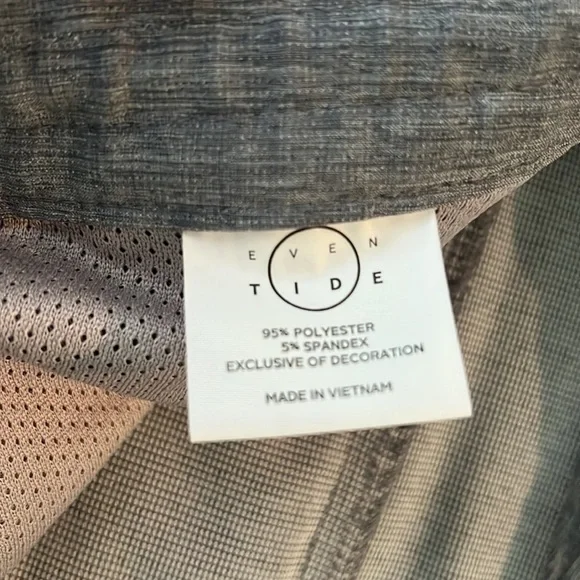 EVEN
TIDE
95% POLYESTER
5% SPANDEX
EXCLUSIVE OF DECORATION
MADE IN VIETNAM